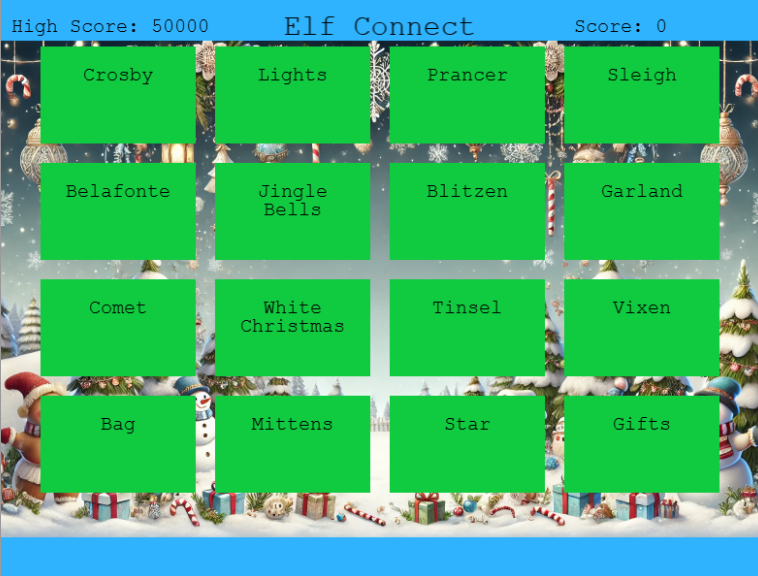 High Score: 50000 Elf Connect Score: 0
Crosby Lights Prancer Sleigh
Belafonte Jingle Bells Blitzen Garland
Comet White Christmas Tinsel Vixen
Bag Mittens Star Gifts